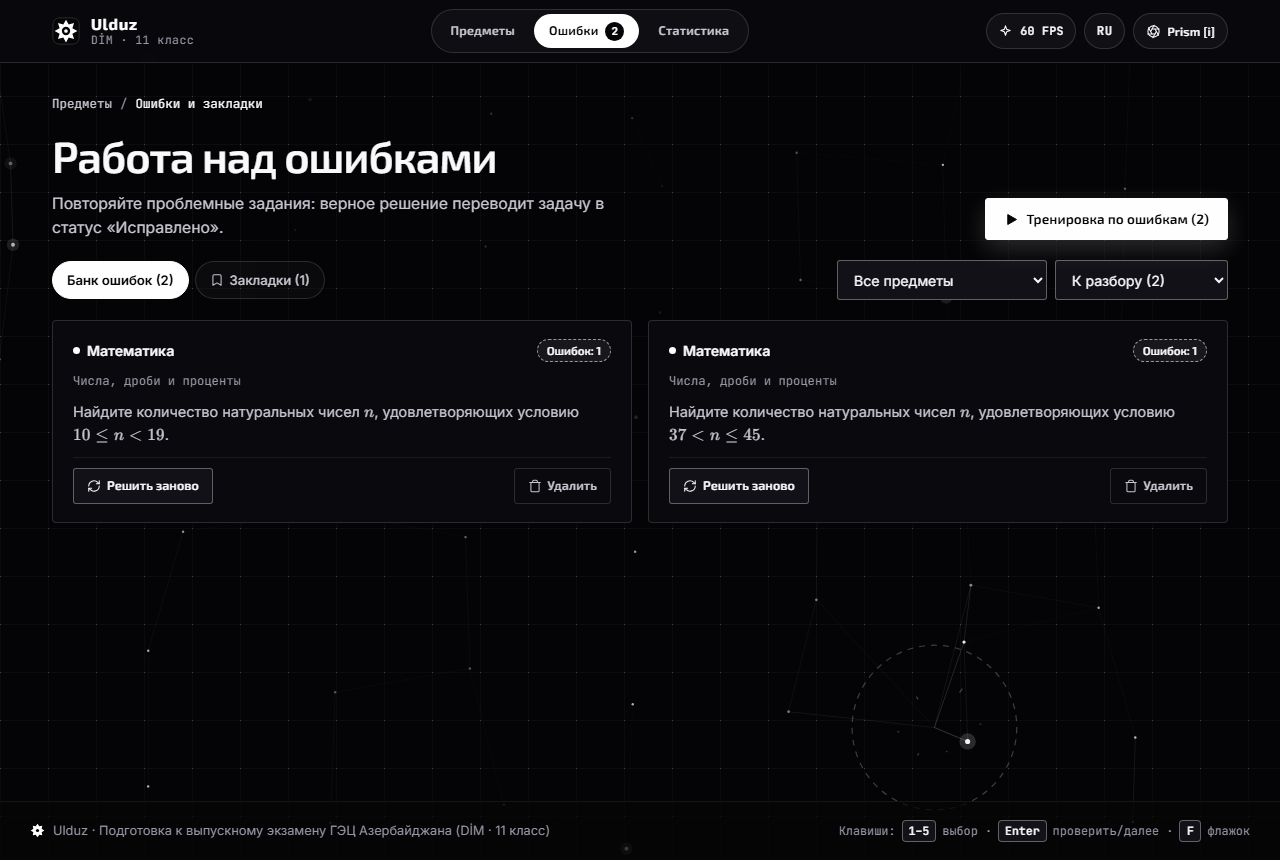 Ulduz
DİM · 11 класс
Предметы
Ошибки 2
Статистика
60 FPS
RU
Prism [i]
Предметы / Ошибки и закладки
Работа над ошибками
Повторяйте проблемные задания: верное решение переводит задачу в
статус «Исправлено».
Тренировка по ошибкам (2)
Банк ошибок (2)
Закладки (1)
Все предметы
К разбору (2)
Математика
Ошибок: 1
Числа, дроби и проценты
Найдите количество натуральных чисел n, удовлетворяющих условию
10 ≤ n < 19.
Решить заново
Удалить
Математика
Ошибок: 1
Числа, дроби и проценты
Найдите количество натуральных чисел n, удовлетворяющих условию
37 < n ≤ 45.
Решить заново
Удалить
Ulduz · Подготовка к выпускному экзамену ГЭЦ Азербайджана (DİM · 11 класс)
Клавиши: 1–5 выбор · Enter проверить/далее · F флажок